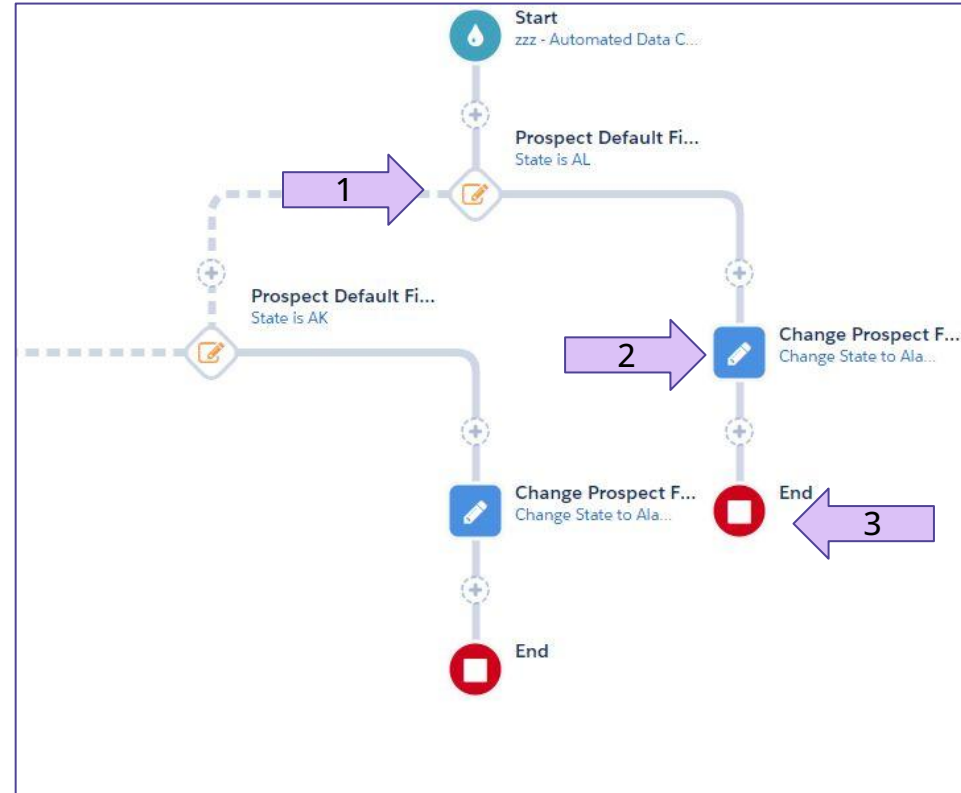 Start
zzz - Automated Data C...
Prospect Default Fi...
State is AL
1
Prospect Default Fi...
State is AK
2
Change Prospect F...
Change State to Ala...
Change Prospect F...
Change State to Ala...
End
3
End